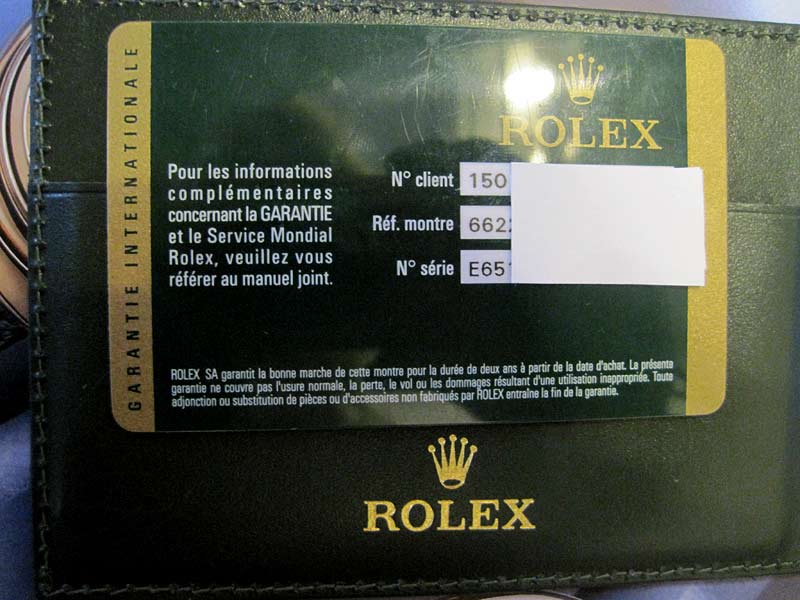 GARANTIE INTERNATIONALE
ROLEX
Pour les informations
complémentaires
concernant la GARANTIE
et le Service Mondial
Rolex, veuillez vous
référer au manuel joint.
N° client 150
Réf. montre 662
N° série E65
ROLEX SA garantit la bonne marche de cette montre pour la durée de deux ans à partir de la date d'achat. La présente
garantie ne couvre pas l'usure normale, la perte, le vol ou les dommages résultant d'une utilisation inappropriée. Toute
adjonction ou substitution de pièces ou d'accessoires non fabriqués par ROLEX entraîne la fin de la garantie.
ROLEX